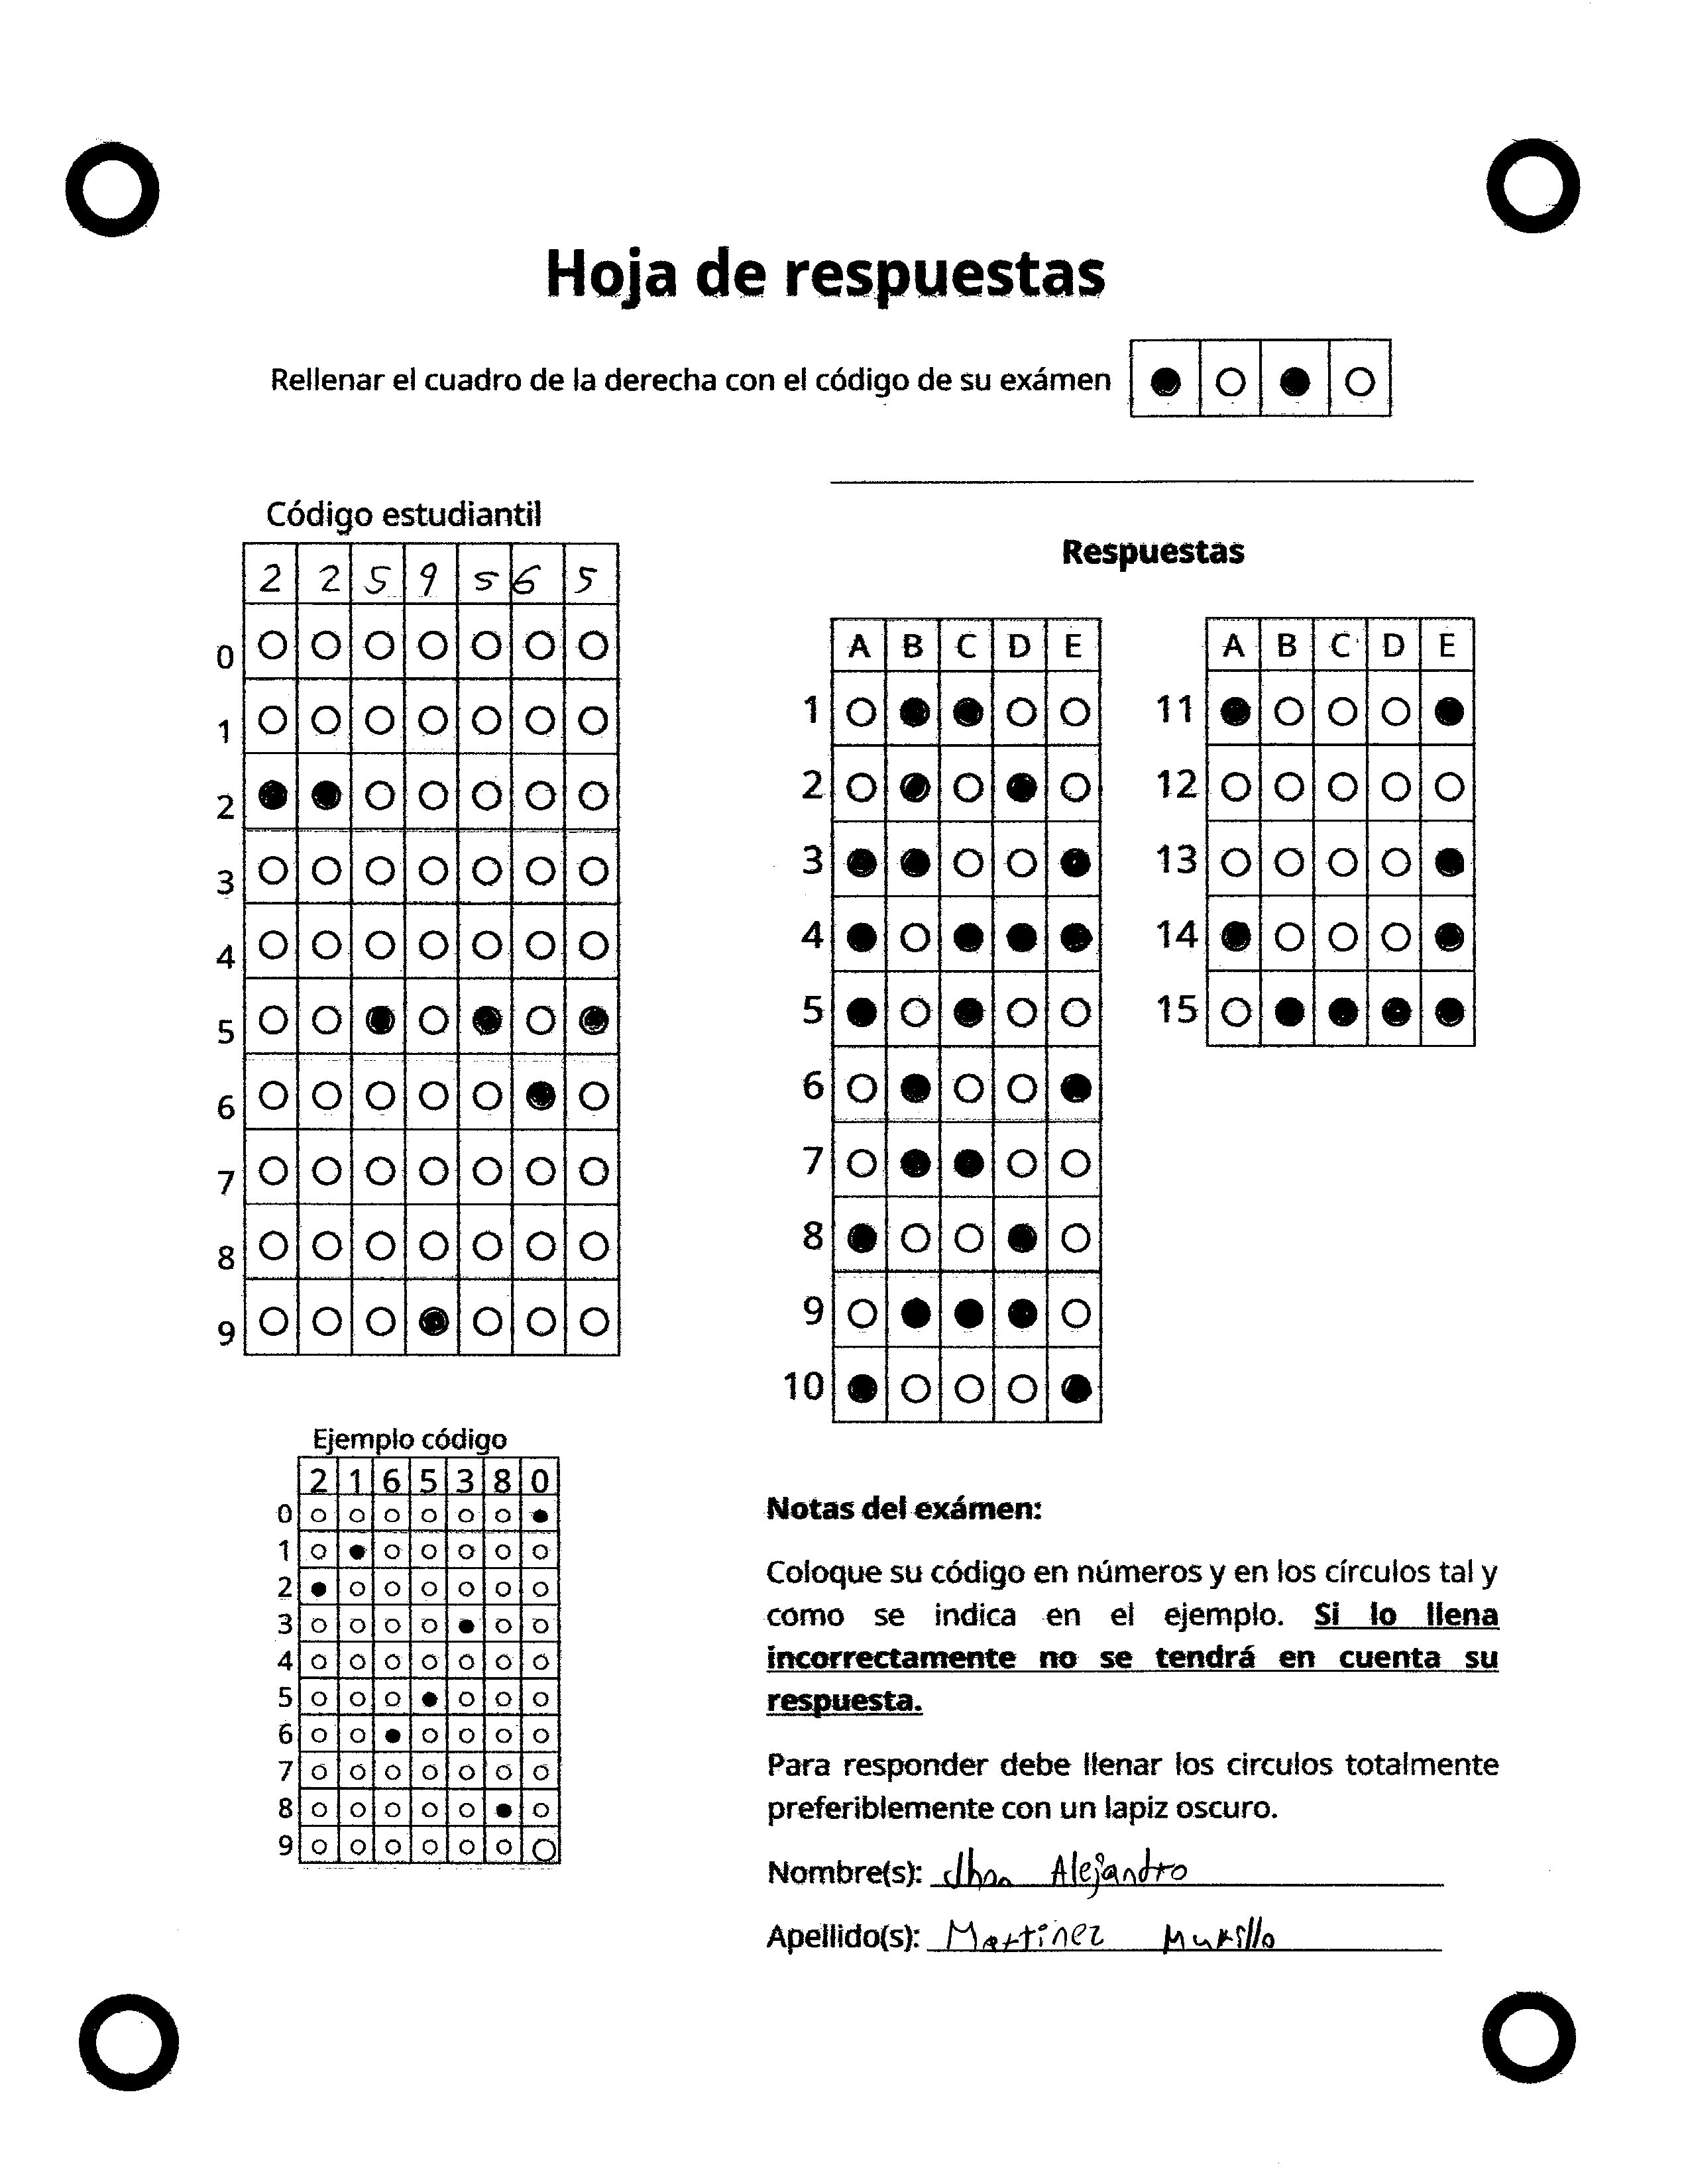 Hoja de respuestas
Rellenar el cuadro de la derecha con el código de su exámen
Código estudiantil
2 2 5 9 5 6 5
0
1
2
3
4
5
6
7
8
9
Respuestas
A B C D E
1
2
3
4
5
6
7
8
9
10
A B C D E
11
12
13
14
15
Ejemplo código
2 1 6 5 3 8 0
0
1
2
3
4
5
6
7
8
9
Notas del exámen:
Coloque su código en números y en los círculos tal y
como se indica en el ejemplo. Si lo llena
incorrectamente no se tendrá en cuenta su
respuesta.
Para responder debe llenar los circulos totalmente
preferiblemente con un lapiz oscuro.
Nombre(s): Alejandro
Apellido(s): Martinez Murillo